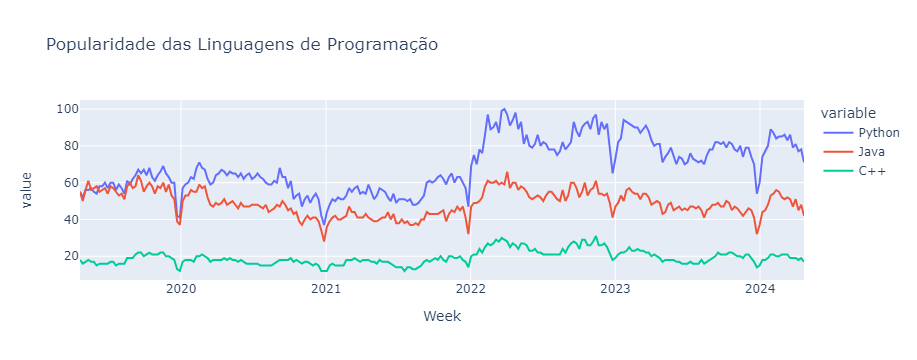 Popularidade das Linguagens de Programação
variable
Python
Java
C++
value
100
80
60
40
20
2020
2021
2022
2023
2024
Week